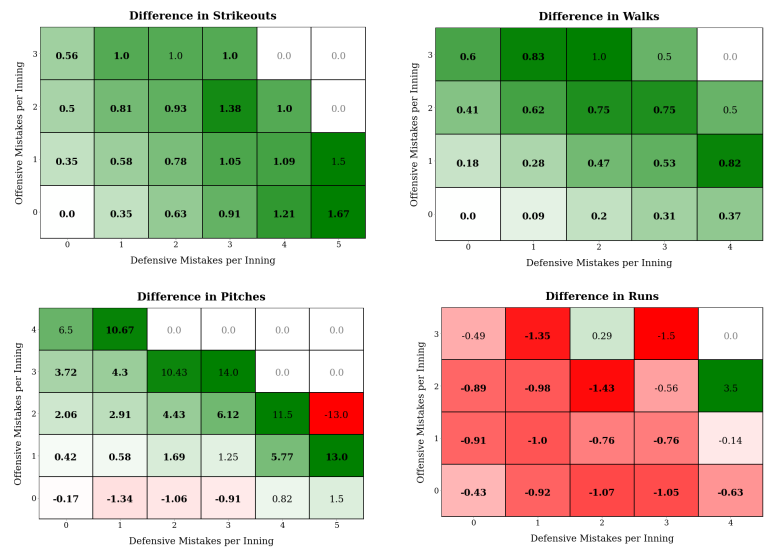 Difference in Strikeouts
Offensive Mistakes per Inning
3 0.56 1.0 1.0 1.0 0.0 0.0
2 0.5 0.81 0.93 1.38 1.0 0.0
1 0.35 0.58 0.78 1.05 1.09 1.5
0 0.0 0.35 0.63 0.91 1.21 1.67
0 1 2 3 4 5
Defensive Mistakes per Inning
Difference in Walks
Offensive Mistakes per Inning
3 0.6 0.83 1.0 0.5 0.0
2 0.41 0.62 0.75 0.75 0.5
1 0.18 0.28 0.47 0.53 0.82
0 0.0 0.09 0.2 0.31 0.37
0 1 2 3 4
Defensive Mistakes per Inning
Difference in Pitches
Offensive Mistakes per Inning
4 6.5 10.67 0.0 0.0 0.0 0.0
3 3.72 4.3 10.43 14.0 0.0 0.0
2 2.06 2.91 4.43 6.12 11.5 -13.0
1 0.42 0.58 1.69 1.25 5.77 13.0
0 -0.17 -1.34 -1.06 -0.91 0.82 1.5
0 1 2 3 4 5
Defensive Mistakes per Inning
Difference in Runs
Offensive Mistakes per Inning
3 -0.49 -1.35 0.29 -1.5 0.0
2 -0.89 -0.98 -1.43 -0.56 3.5
1 -0.91 -1.0 -0.76 -0.76 -0.14
0 -0.43 -0.92 -1.07 -1.05 -0.63
0 1 2 3 4
Defensive Mistakes per Inning